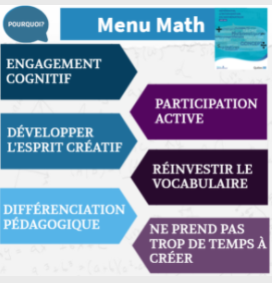 POURQUOI?
Menu Math
ENGAGEMENT
COGNITIF
PARTICIPATION
ACTIVE
DÉVELOPPER
L'ESPRIT CRÉATIF
RÉINVESTIR LE
VOCABULAIRE
DIFFÉRENCIATION
PÉDAGOGIQUE
NE PREND PAS
TROP DE TEMPS À
CRÉER